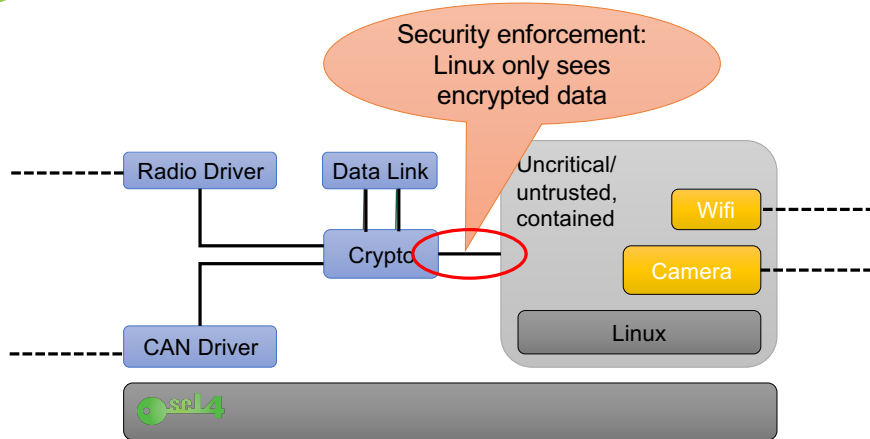 Security enforcement:
Linux only sees
encrypted data
Radio Driver
Data Link
Uncritical/
untrusted,
contained
Wifi
Crypto
Camera
CAN Driver
Linux
seL4